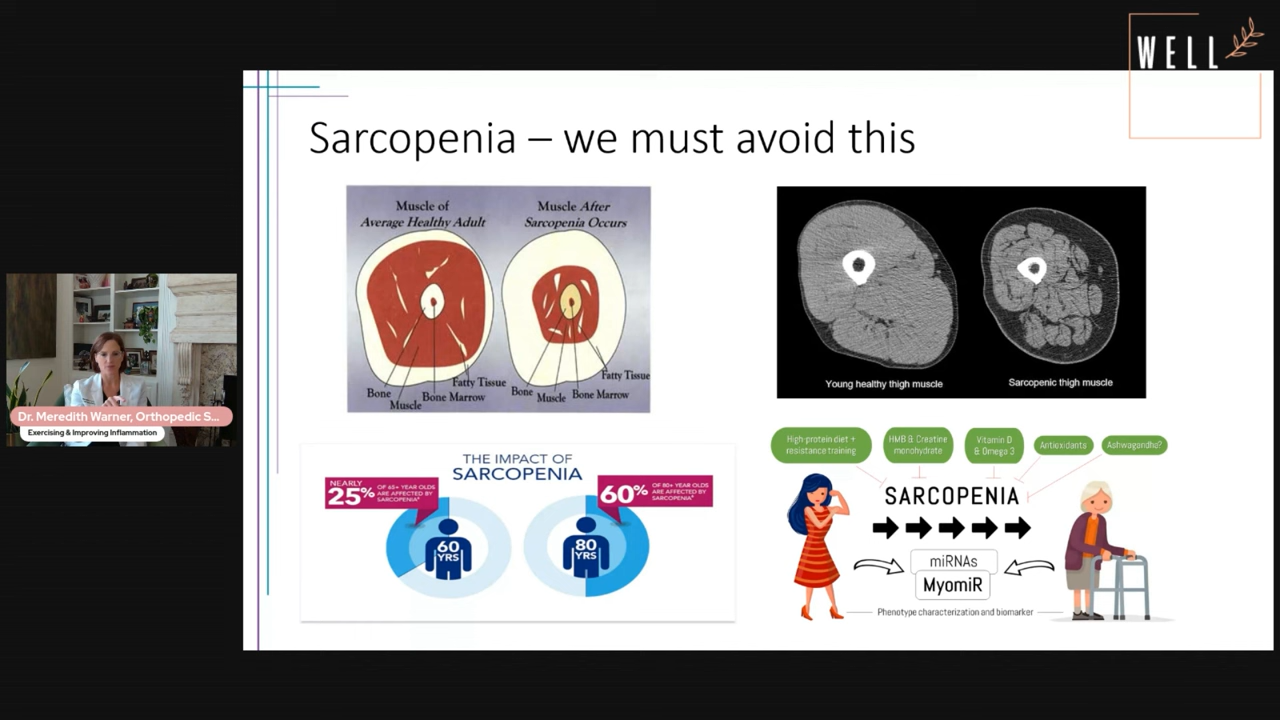 WELL
Sarcopenia – we must avoid this
Muscle of
Average Healthy Adult
Muscle After
Sarcopenia Occurs
Bone
Muscle
Bone Marrow
Fatty Tissue
Bone
Muscle
Bone Marrow
Fatty Tissue
Young healthy thigh muscle
Sarcopenic thigh muscle
Dr. Meredith Warner, Orthopedic S...
Exercising & Improving Inflammation
THE IMPACT OF
SARCOPENIA
NEARLY
25%
OF 65+ YEAR OLDS
ARE AFFECTED BY
SARCOPENIA
60%
OF 80+ YEAR OLDS
ARE AFFECTED BY
SARCOPENIA
60
YRS
80
YRS
High-protein diet +
resistance training
HMB & Creatine
monohydrate
Vitamin D
& Omega 3
Antioxidants
Ashwagandha?
SARCOPENIA
miRNAs
MyomiR
Phenotype characterization and biomarker